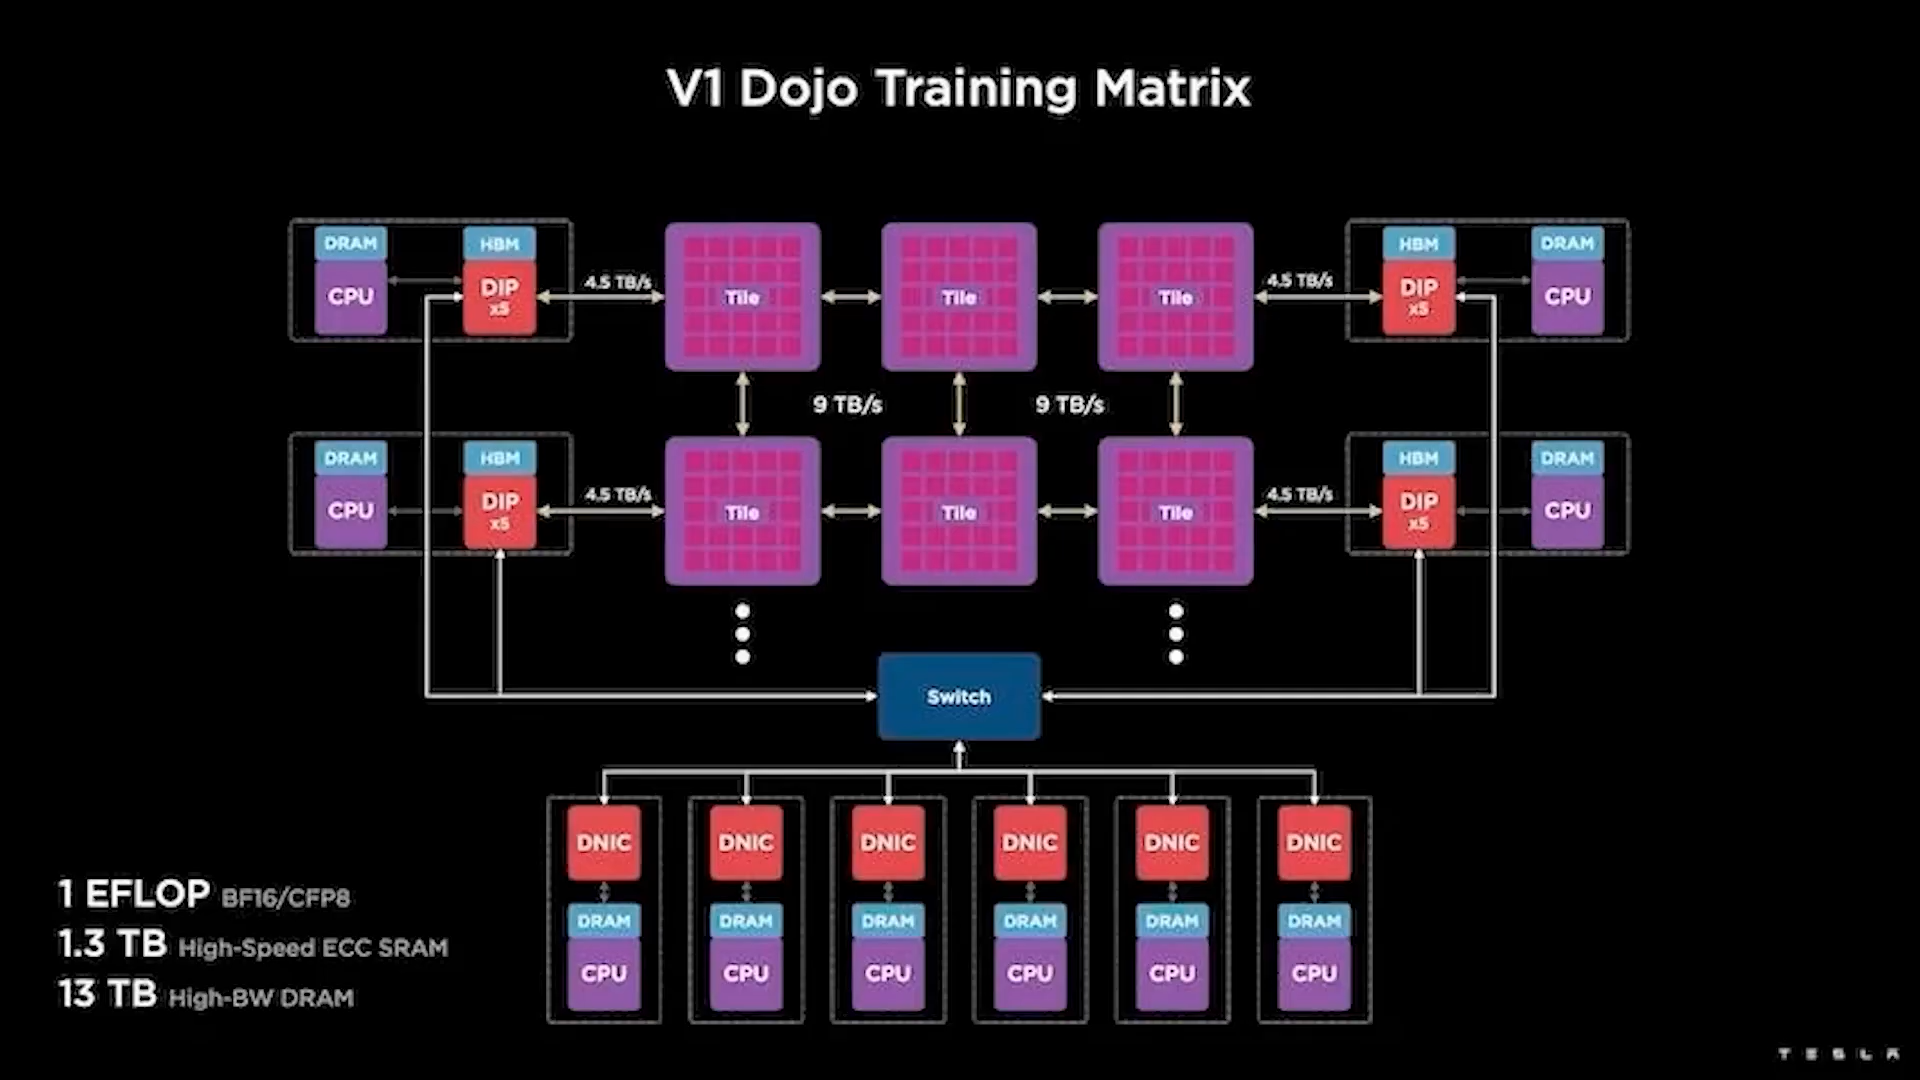 V1 Dojo Training Matrix
DRAM HBM HBM DRAM
CPU DIP 4.5 TB/s Tile Tile Tile 4.5 TB/s DIP CPU
x5 x5
9 TB/s 9 TB/s
DRAM HBM HBM DRAM
CPU DIP 4.5 TB/s Tile Tile Tile 4.5 TB/s DIP CPU
x5 x5
Switch
DNIC DNIC DNIC DNIC DNIC DNIC
DRAM DRAM DRAM DRAM DRAM DRAM
CPU CPU CPU CPU CPU CPU
1 EFLOP BF16/CFP8
1.3 TB High-Speed ECC SRAM
13 TB High-BW DRAM
TESLA